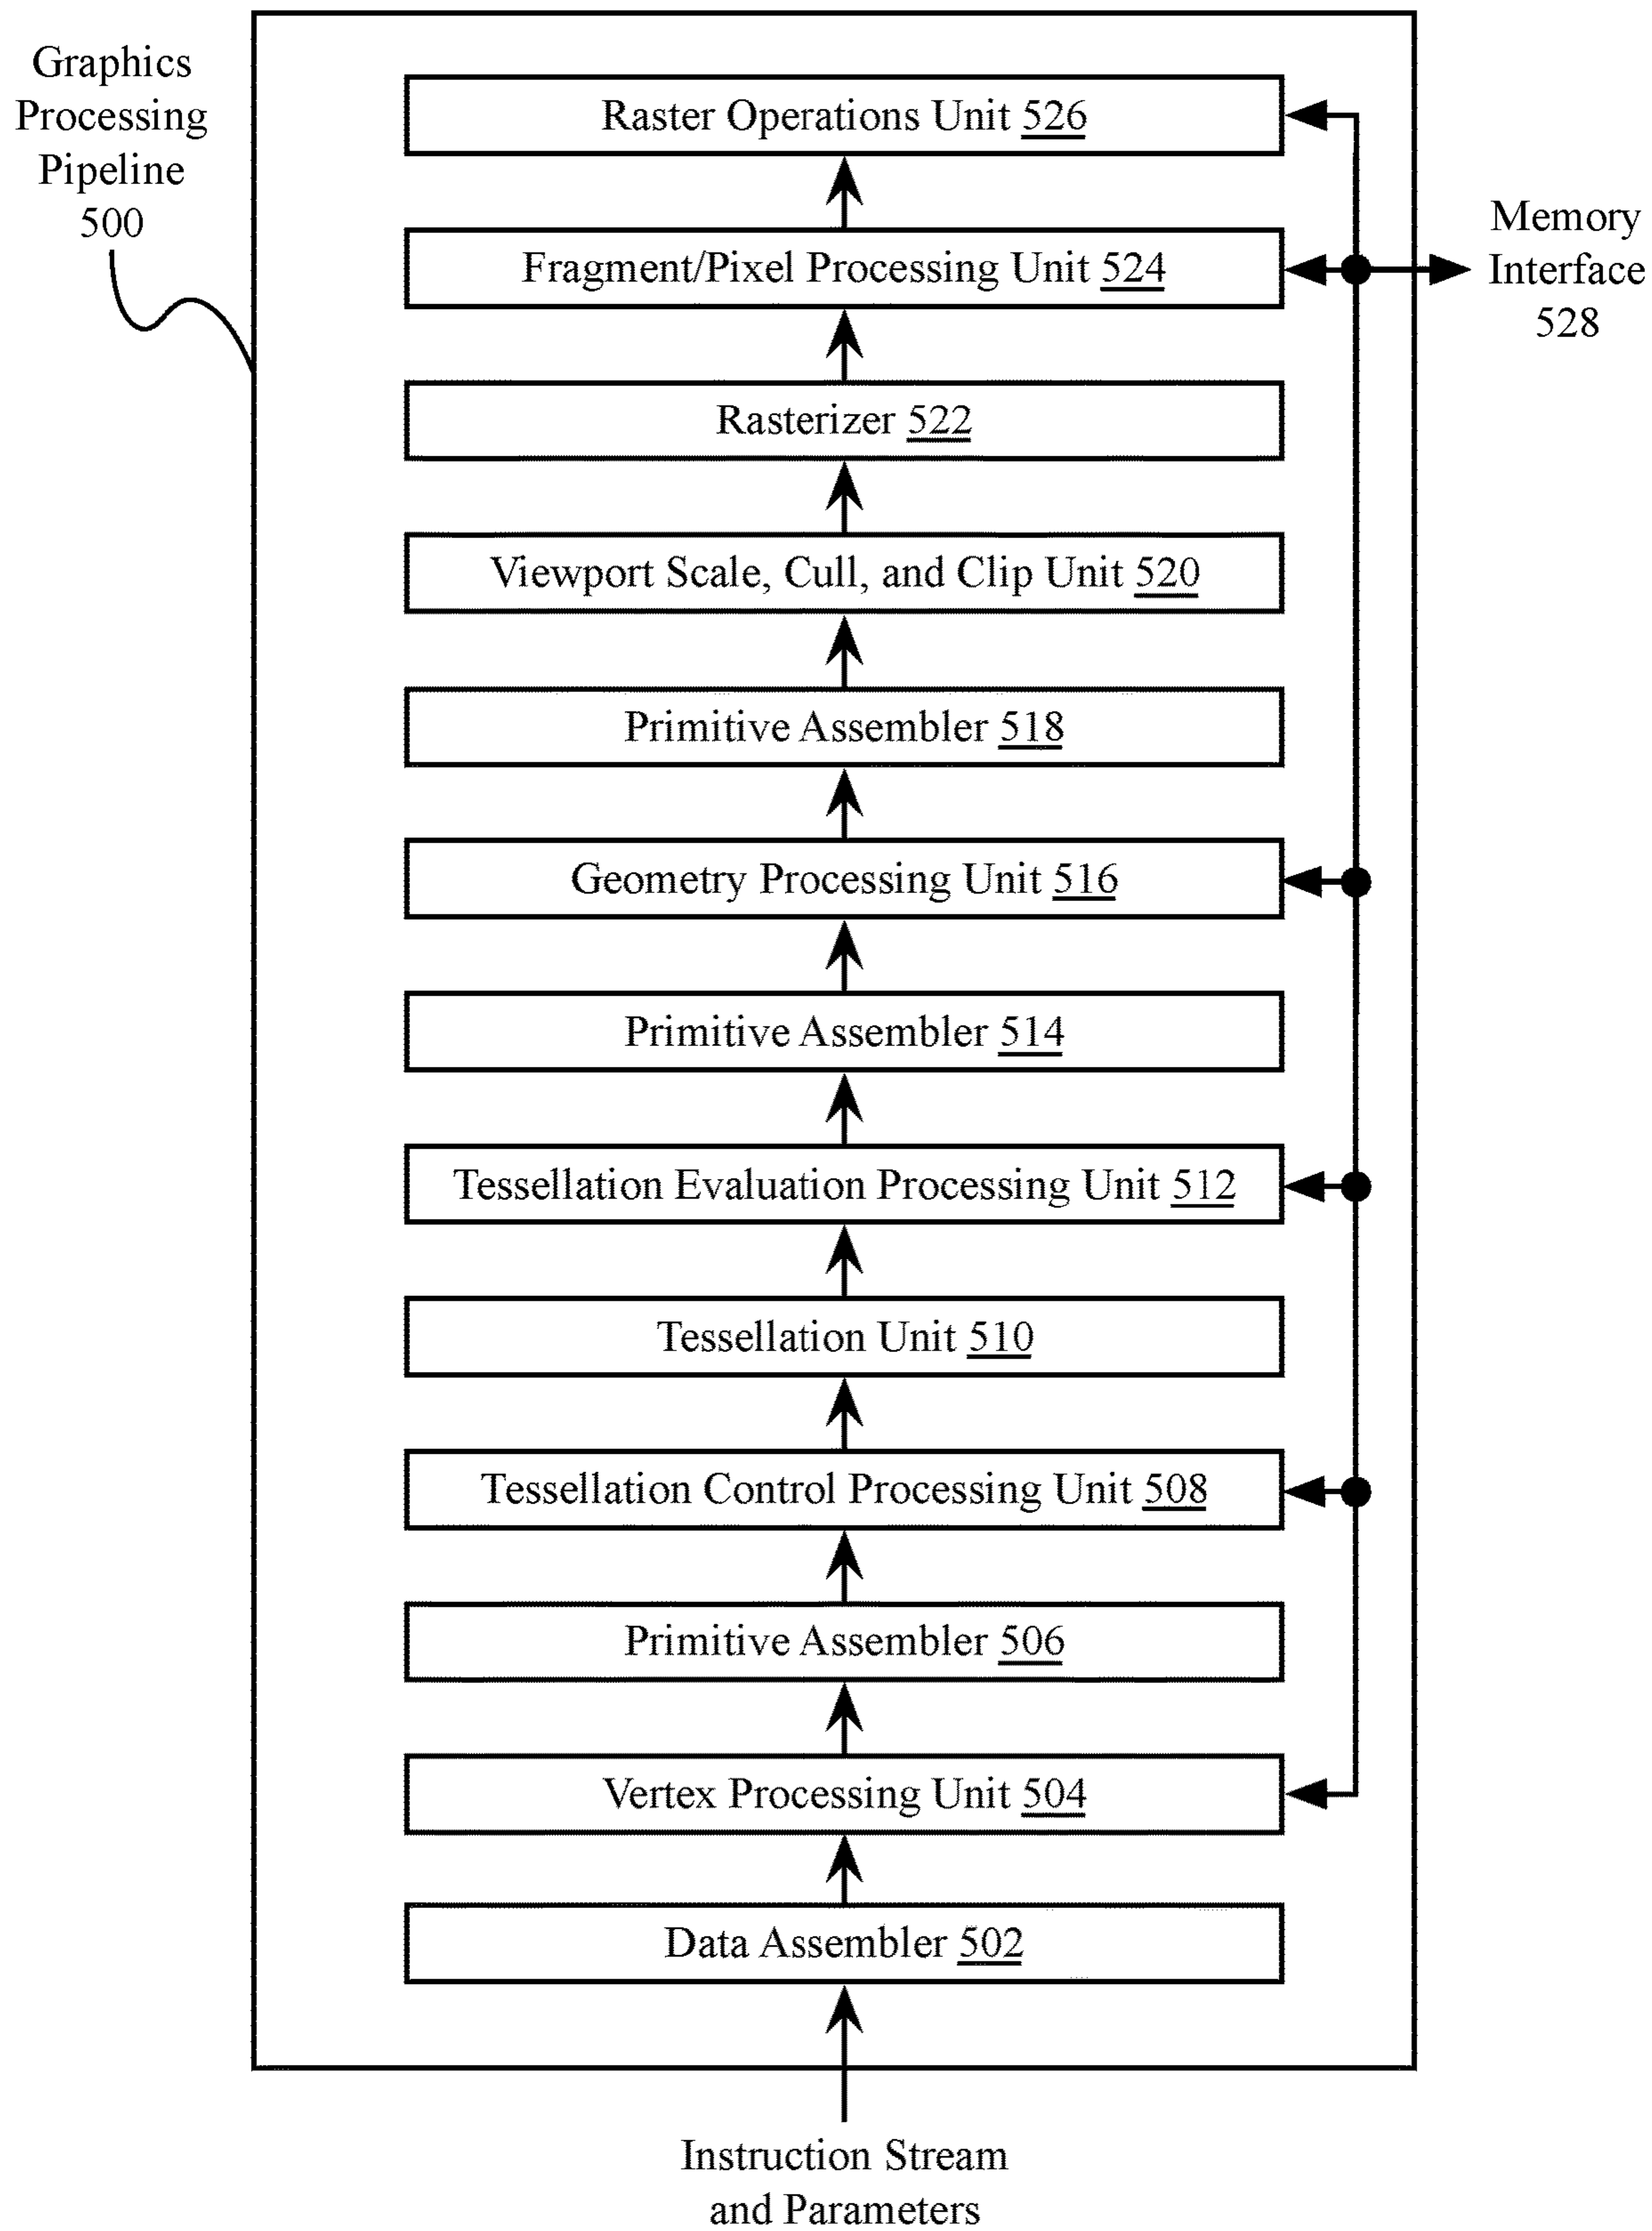 Graphics
Processing
Pipeline
500
Raster Operations Unit 526
Fragment/Pixel Processing Unit 524
Memory
Interface
528
Rasterizer 522
Viewport Scale, Cull, and Clip Unit 520
Primitive Assembler 518
Geometry Processing Unit 516
Primitive Assembler 514
Tessellation Evaluation Processing Unit 512
Tessellation Unit 510
Tessellation Control Processing Unit 508
Primitive Assembler 506
Vertex Processing Unit 504
Data Assembler 502
Instruction Stream
and Parameters